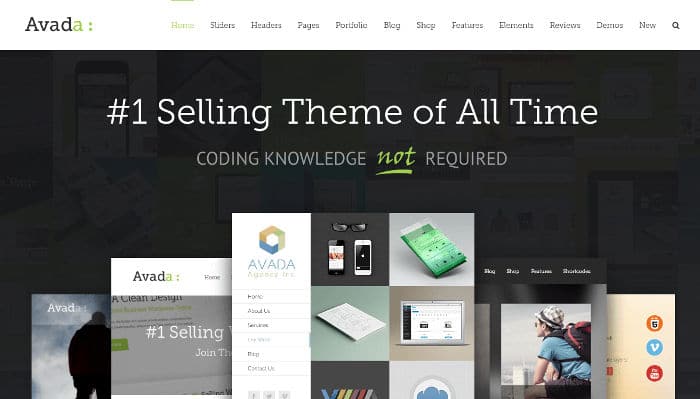 Avada :
Home Sliders Headers Pages Portfolio Blog Shop Features Elements Reviews Demos New
#1 Selling Theme of All Time
CODING KNOWLEDGE not REQUIRED
AVADA
Agency Inc.
Home
About Us
Services
Our Work
Blog
Contact Us
Avada :
Home
A Clean Design
#1 Selling
Join The
Avada
Blog Shop Features Shortcodes